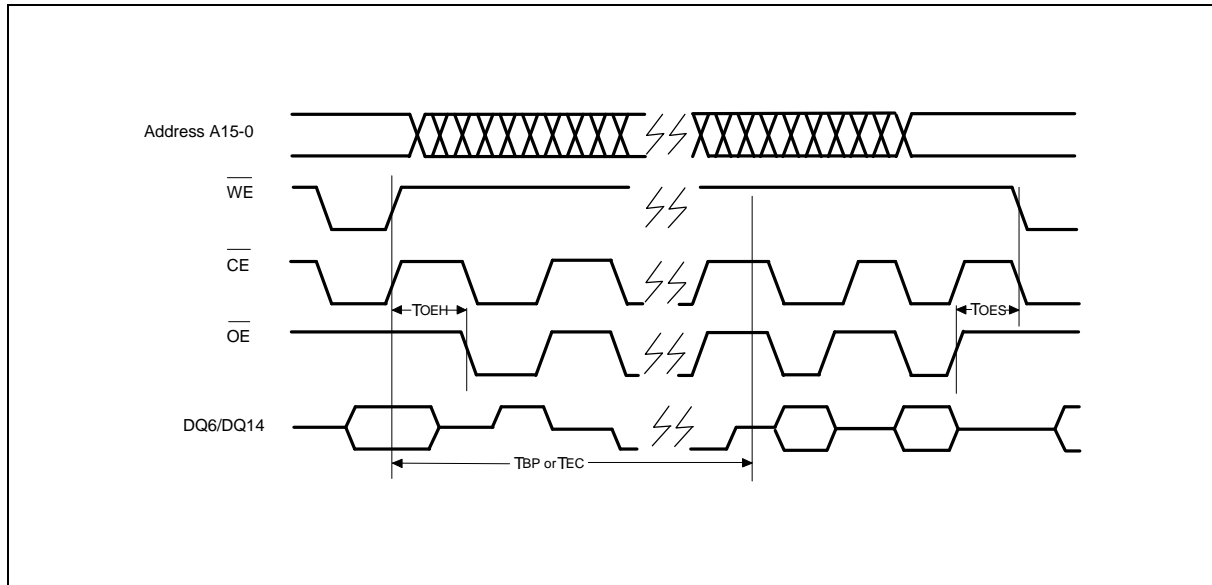 Address A15-0
WE
CE
TOEH
TOES
OE
DQ6/DQ14
TBP or TEC